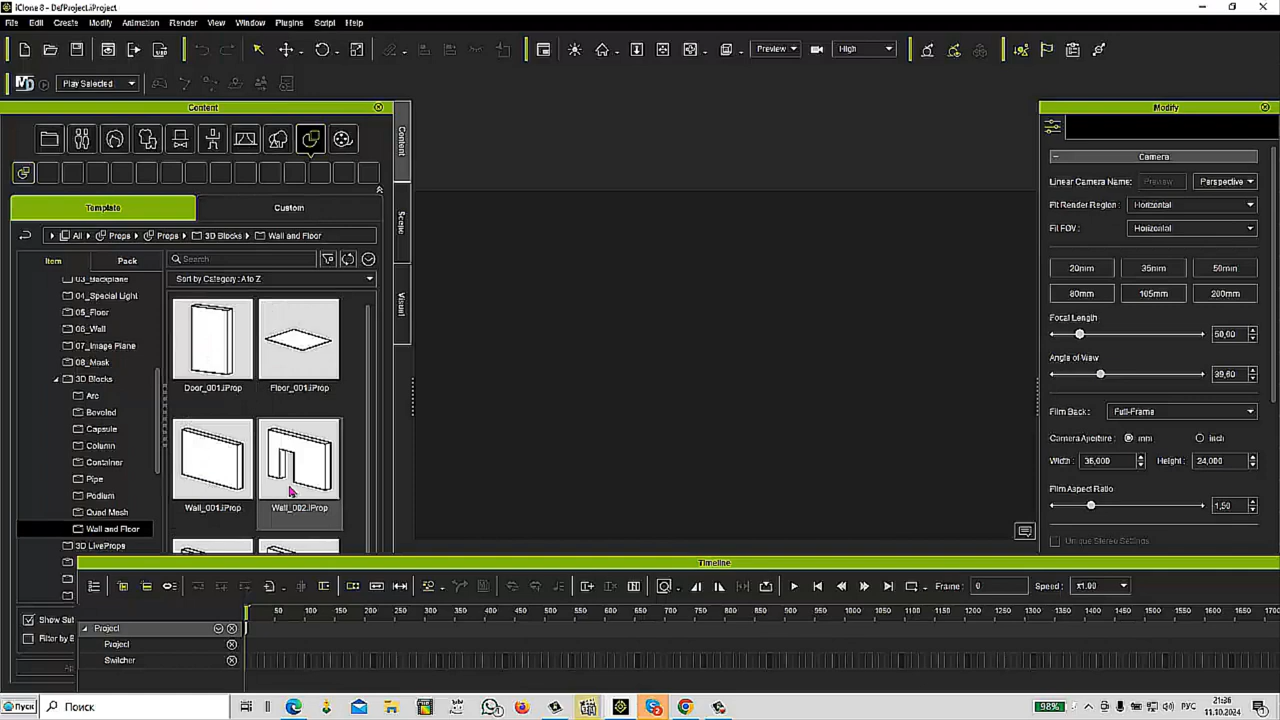 iClone 8 - DefProject.iProject
File Edit Create Modify Animation Render View Window Plugins Script Help
Preview High
Play Selected
Content
Modify
Content
Scene
Visual
Template Custom
All Props Props 3D Blocks Wall and Floor
Item Pack
Search
Sort by Category : A to Z
03_Backplane
04_Special Light
05_Floor
06_Wall
07_Image Plane
08_Mask
3D Blocks
Arc
Beveled
Capsule
Column
Container
Pipe
Podium
Quad Mesh
Wall and Floor
3D LiveProps
Door_001.iProp Floor_001.iProp
Wall_001.iProp Wall_002.iProp
Show Sub
Filter by E
Ap
Camera
Linear Camera Name: Preview Perspective
Fit Render Region : Horizontal
Fit FOV : Horizontal
20mm 35mm 50mm
80mm 105mm 200mm
Focal Length
50,00
Angle of View
39,60
Film Back : Full-Frame
Camera Aperture : mm inch
Width : 36,000 Height : 24,000
Film Aspect Ratio
1,50
Unique Stereo Settings
Timeline
Frame : 0 Speed : x1.00
50 100 150 200 250 300 350 400 450 500 550 600 650 700 750 800 850 900 950 1000 1050 1100 1150 1200 1250 1300 1350 1400 1450 1500 1550 1600 1650 1700
Project
Project
Switcher
Пуск Поиск 98% РУС 21:26
11.10.2024